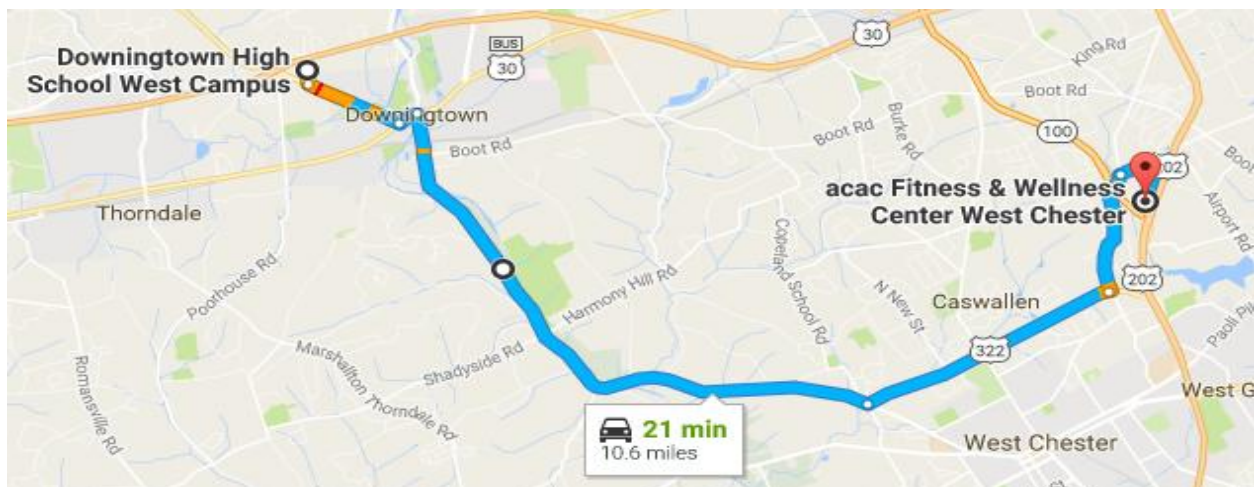 Downingtown High
School West Campus
BUS
30
30
King Rd
Boot Rd
Downingtown
Boot Rd
Boot Rd
Burke Rd
100
202
acac Fitness & Wellness
Center West Chester
Thorndale
Airport Rd
Poorhouse Rd
Copeland School Rd
Harmony Hill Rd
N New St
Caswallen
202
Paoli
Shadyside Rd
322
Marshallton Thorndale Rd
Romansville Rd
West G
21 min
10.6 miles
West Chester